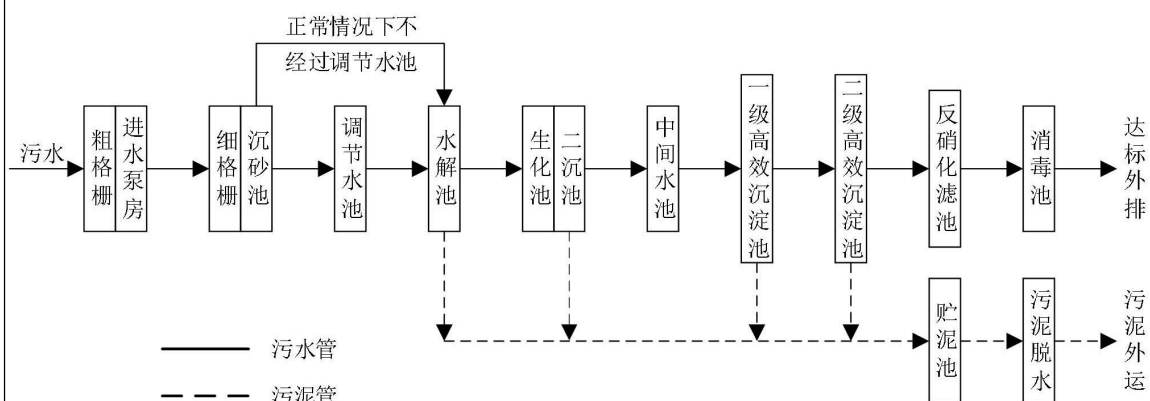 正常情况下不
经过调节水池
污水
粗格栅
进水泵房
细格栅
沉砂池
调节水池
水解池
生化池
二沉池
中间水池
一级高效沉淀池
二级高效沉淀池
反硝化滤池
消毒池
达标外排
贮泥池
污泥脱水
污泥外运
污水管
污泥管